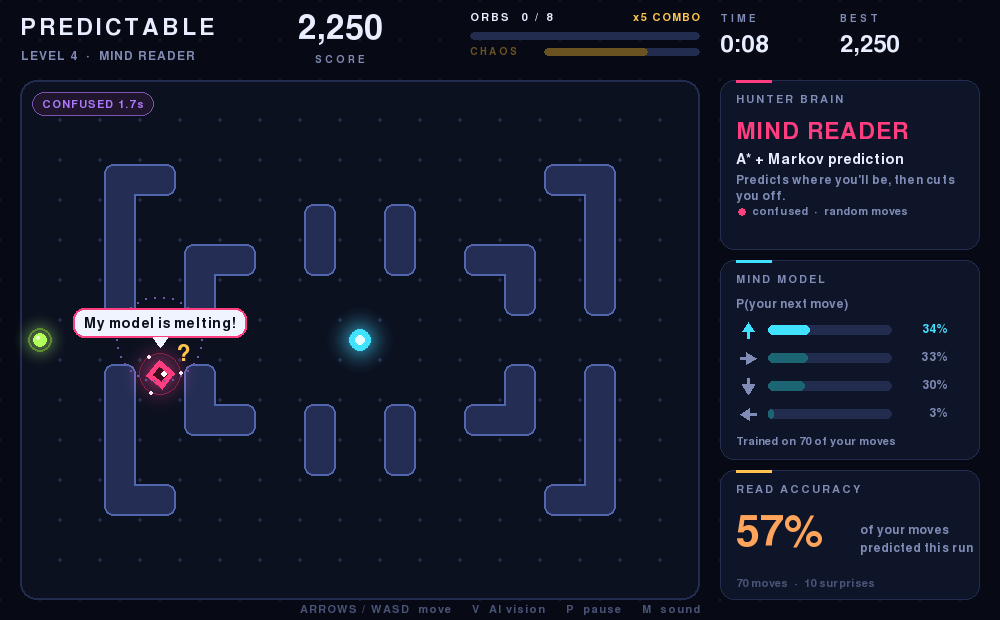 PREDICTABLE
LEVEL 4 · MIND READER
2,250
SCORE
ORBS 0 / 8
x5 COMBO
CHAOS
TIME
0:08
BEST
2,250
CONFUSED 1.7s
My model is melting!
?
HUNTER BRAIN
MIND READER
A* + Markov prediction
Predicts where you'll be, then cuts
you off.
confused · random moves
MIND MODEL
P(your next move)
34%
33%
30%
3%
Trained on 70 of your moves
READ ACCURACY
57%
of your moves
predicted this run
70 moves · 10 surprises
ARROWS / WASD move V AI vision P pause M sound